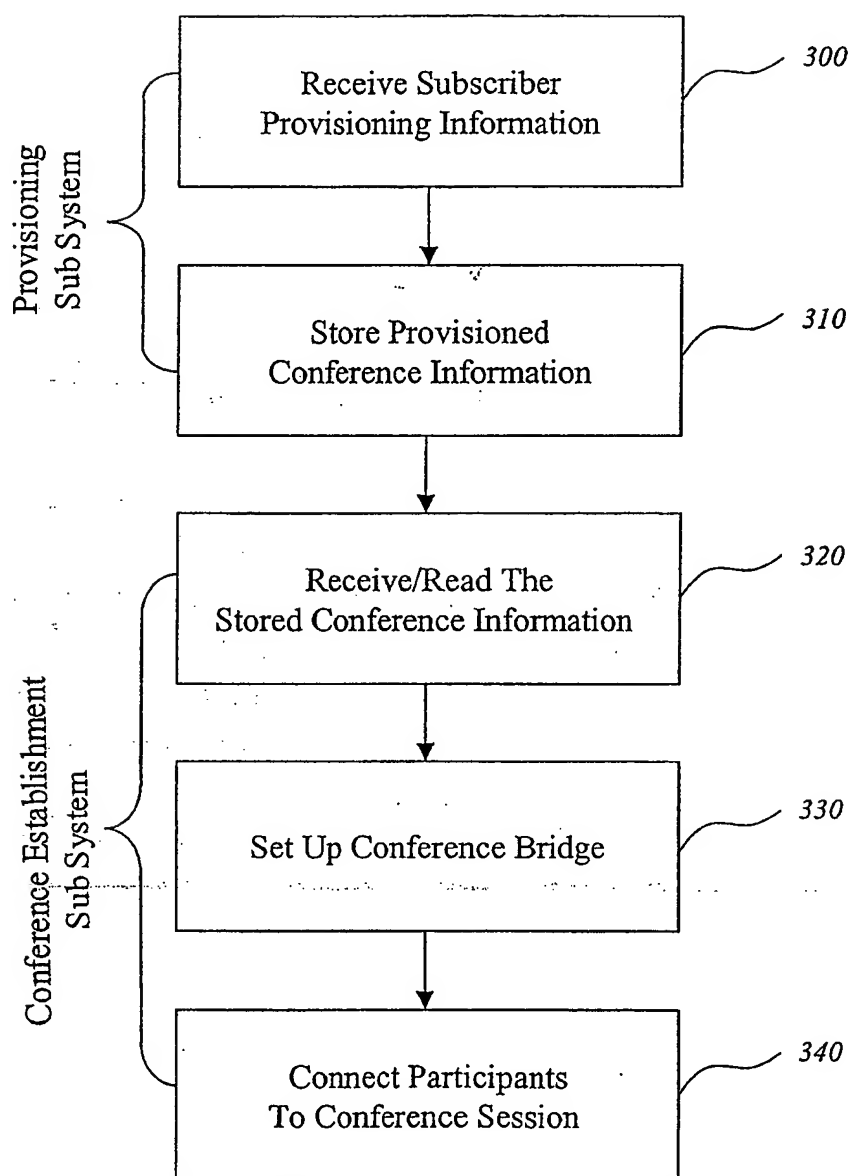 300
Receive Subscriber
Provisioning Information
Provisioning
Sub System
310
Store Provisioned
Conference Information
320
Receive/Read The
Stored Conference Information
330
Set Up Conference Bridge
Conference Establishment
Sub System
340
Connect Participants
To Conference Session